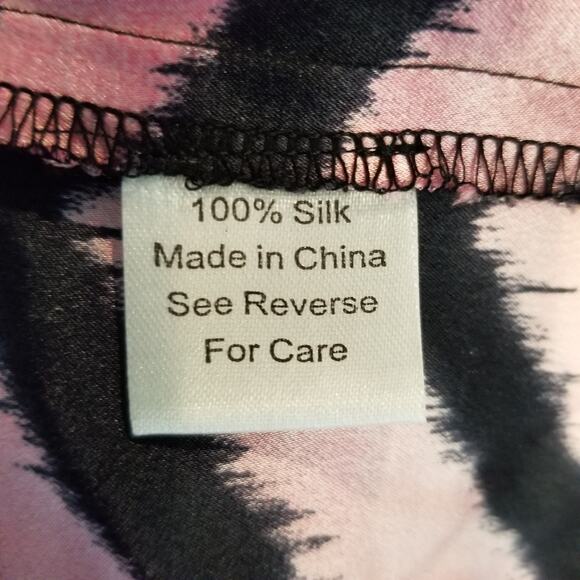 100% Silk
Made in China
See Reverse
For Care